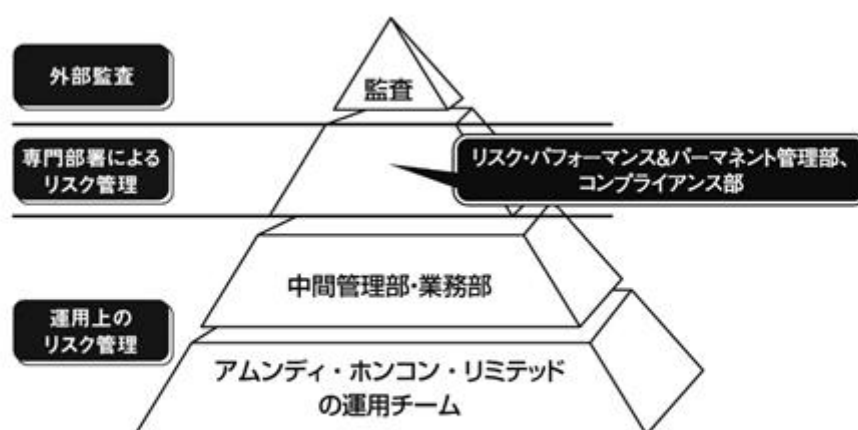 外部監査
監査
専門部署による
リスク管理
リスク・パフォーマンス&パーマネント管理部、
コンプライアンス部
中間管理部・業務部
運用上の
リスク管理
アムンディ・ホンコン・リミテッド
の運用チーム